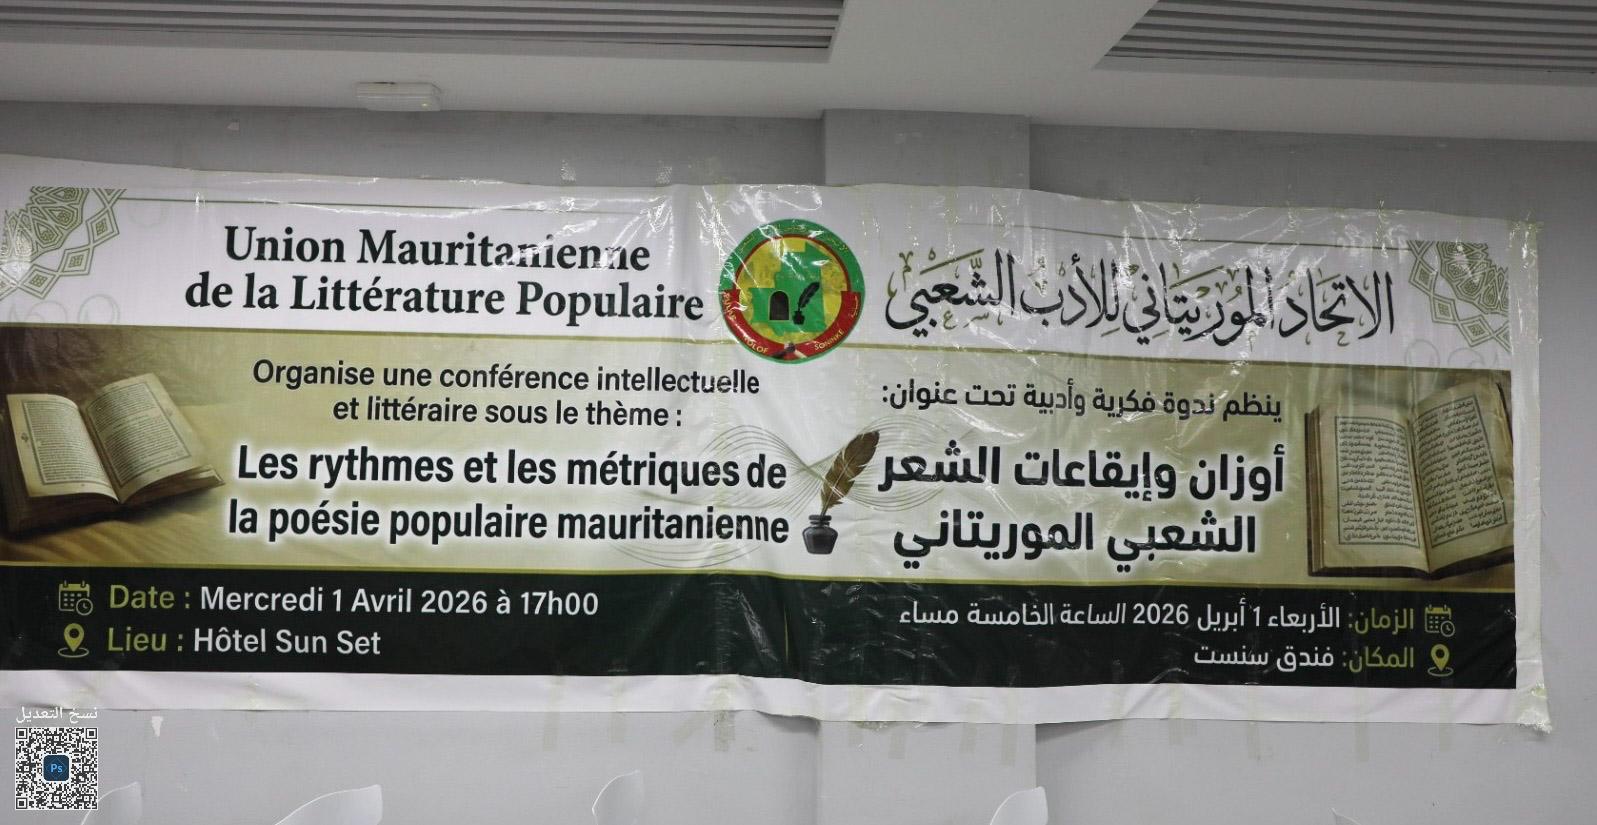 Union Mauritanienne
de la Littérature Populaire
الاتحاد الموريتاني للأدب الشعبي
WOLOF
SONINKE
Organise une conférence intellectuelle
et littéraire sous le thème :
Les rythmes et les métriques de
la poésie populaire mauritanienne
ينظم ندوة فكرية وأدبية تحت عنوان:
أوزان وإيقاعات الشعر
الشعبي الموريتاني
Date : Mercredi 1 Avril 2026 à 17h00
Lieu : Hôtel Sun Set
الزمان: الأربعاء 1 أبريل 2026 الساعة الخامسة مساء
المكان: فندق سنست
نسخ التعديل
Ps